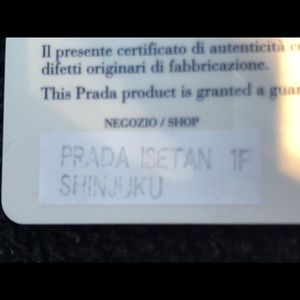 Il presente certificato di autenticità
difetti originari di fabbricazione.
This Prada product is granted a
NEGOZIO / SHOP
PRADA ISETAN 1F
SHINJUKU